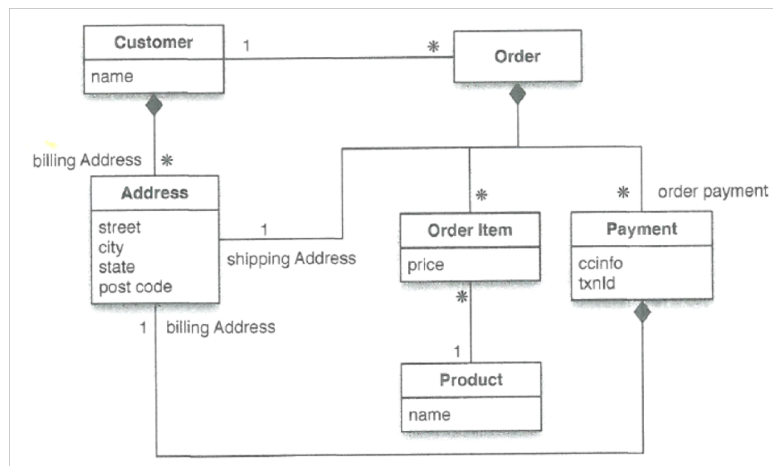 Customer
name
1
*
Order
billing Address
*
Address
street
city
state
post code
1
shipping Address
*
Order Item
price
*
order payment
Payment
ccinfo
txnId
*
1
Product
name
1
billing Address